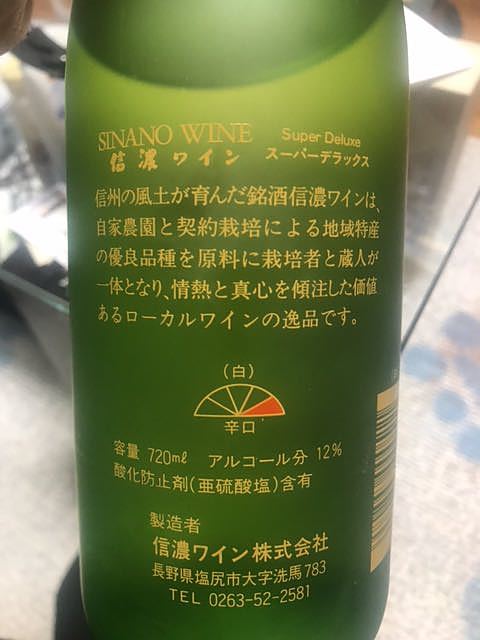 SINANO WINE Super Deluxe
信濃ワイン スーパーデラックス
信州の風土が育んだ銘酒信濃ワインは、
自家農園と契約栽培による地域特産
の優良品種を原料に栽培者と蔵人が
一体となり、情熱と真心を傾注した価値
あるローカルワインの逸品です。
(白)
辛口
容量 720ml アルコール分 12%
酸化防止剤(亜硫酸塩)含有
製造者
信濃ワイン株式会社
長野県塩尻市大字洗馬783
TEL 0263-52-2581